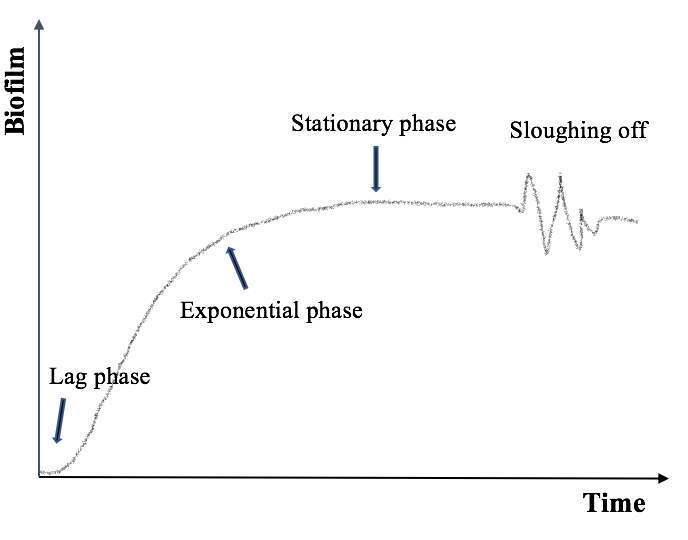 Biofilm
Stationary phase
Sloughing off
Exponential phase
Lag phase
Time